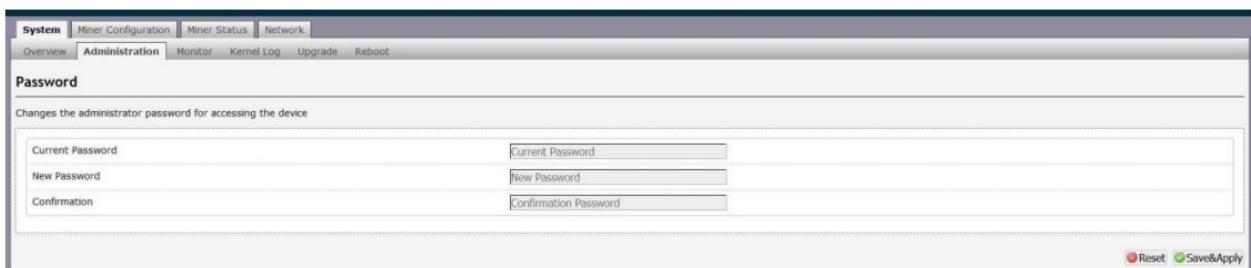 System Miner Configuration Miner Status Network
Overview Administration Monitor Kernel Log Upgrade Reboot
Password
Changes the administrator password for accessing the device
Current Password Current Password
New Password New Password
Confirmation Confirmation Password
Reset Save&Apply